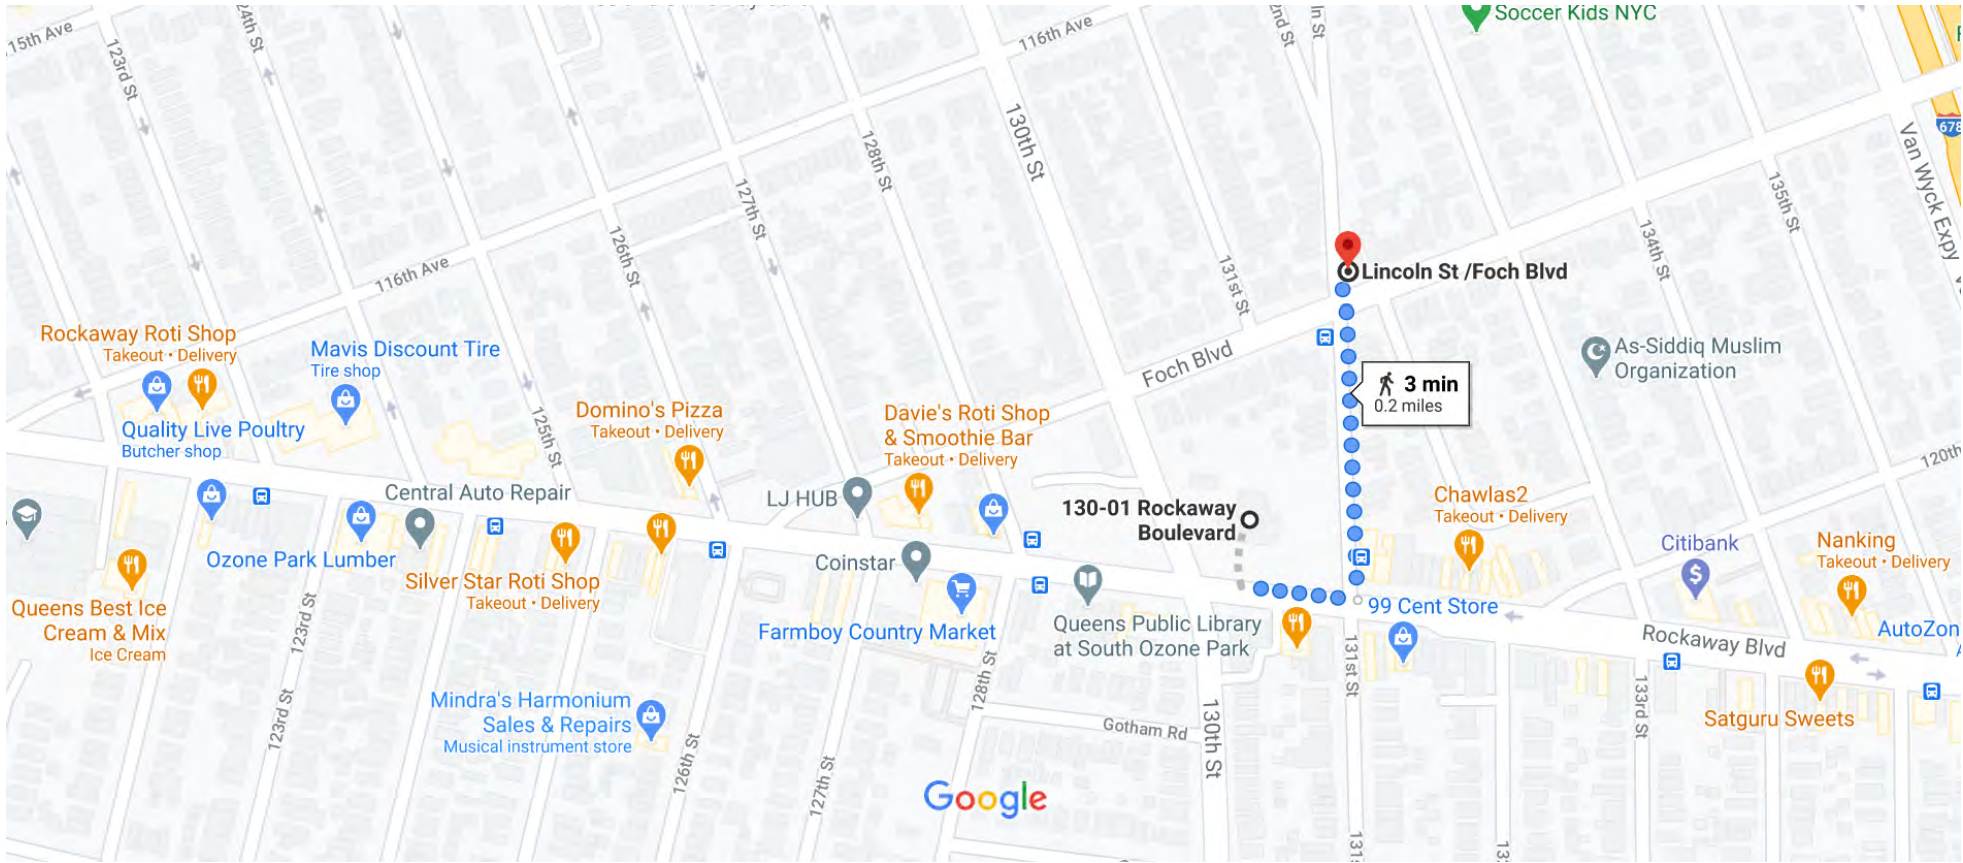 Soccer Kids NYC
15th Ave
24th St
123rd St
116th Ave
2nd St
ln St
F
678
Van Wyck Expy
130th St
128th St
127th St
126th St
116th Ave
131st St
134th St
135th St
Lincoln St /Foch Blvd
Foch Blvd
3 min
0.2 miles
As-Siddiq Muslim
Organization
Rockaway Roti Shop
Takeout • Delivery
Mavis Discount Tire
Tire shop
Quality Live Poultry
Butcher shop
125th St
Domino's Pizza
Takeout • Delivery
Davie's Roti Shop
& Smoothie Bar
Takeout • Delivery
120th
Central Auto Repair
LJ HUB
130-01 Rockaway
Boulevard
Chawlas2
Takeout • Delivery
Citibank
Nanking
Takeout • Delivery
Ozone Park Lumber
Silver Star Roti Shop
Takeout • Delivery
Coinstar
Queens Best Ice
Cream & Mix
Ice Cream
123rd St
Farmboy Country Market
Queens Public Library
at South Ozone Park
99 Cent Store
Rockaway Blvd
AutoZon
131st St
128th St
133rd St
Satguru Sweets
Mindra's Harmonium
Sales & Repairs
Musical instrument store
123rd St
126th St
127th St
Gotham Rd
130th St
Google
131s